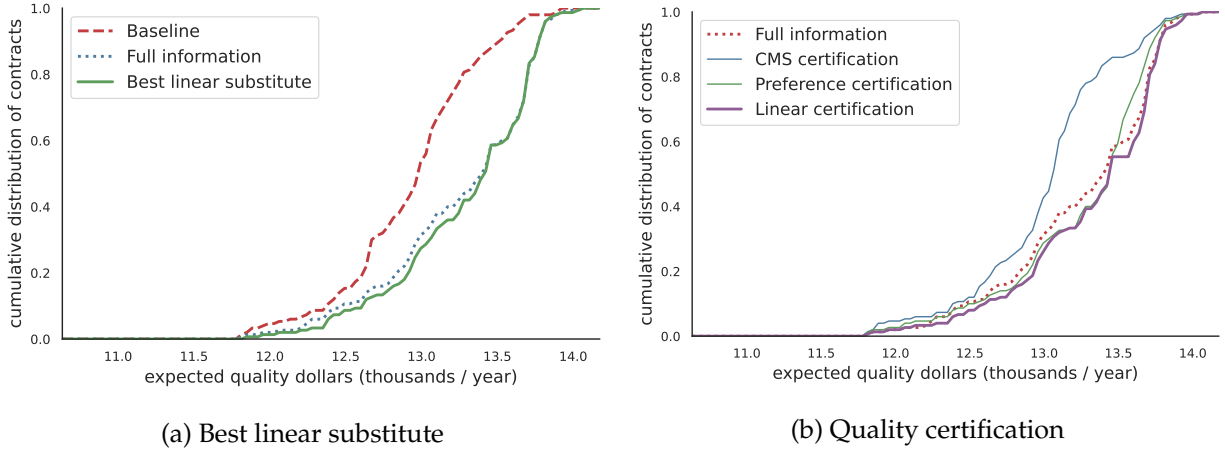 cumulative distribution of contracts
1.0
0.8
0.6
0.4
0.2
0.0
Baseline
Full information
Best linear substitute
11.0 11.5 12.0 12.5 13.0 13.5 14.0
expected quality dollars (thousands / year)
(a) Best linear substitute
cumulative distribution of contracts
1.0
0.8
0.6
0.4
0.2
0.0
Full information
CMS certification
Preference certification
Linear certification
11.0 11.5 12.0 12.5 13.0 13.5 14.0
expected quality dollars (thousands / year)
(b) Quality certification